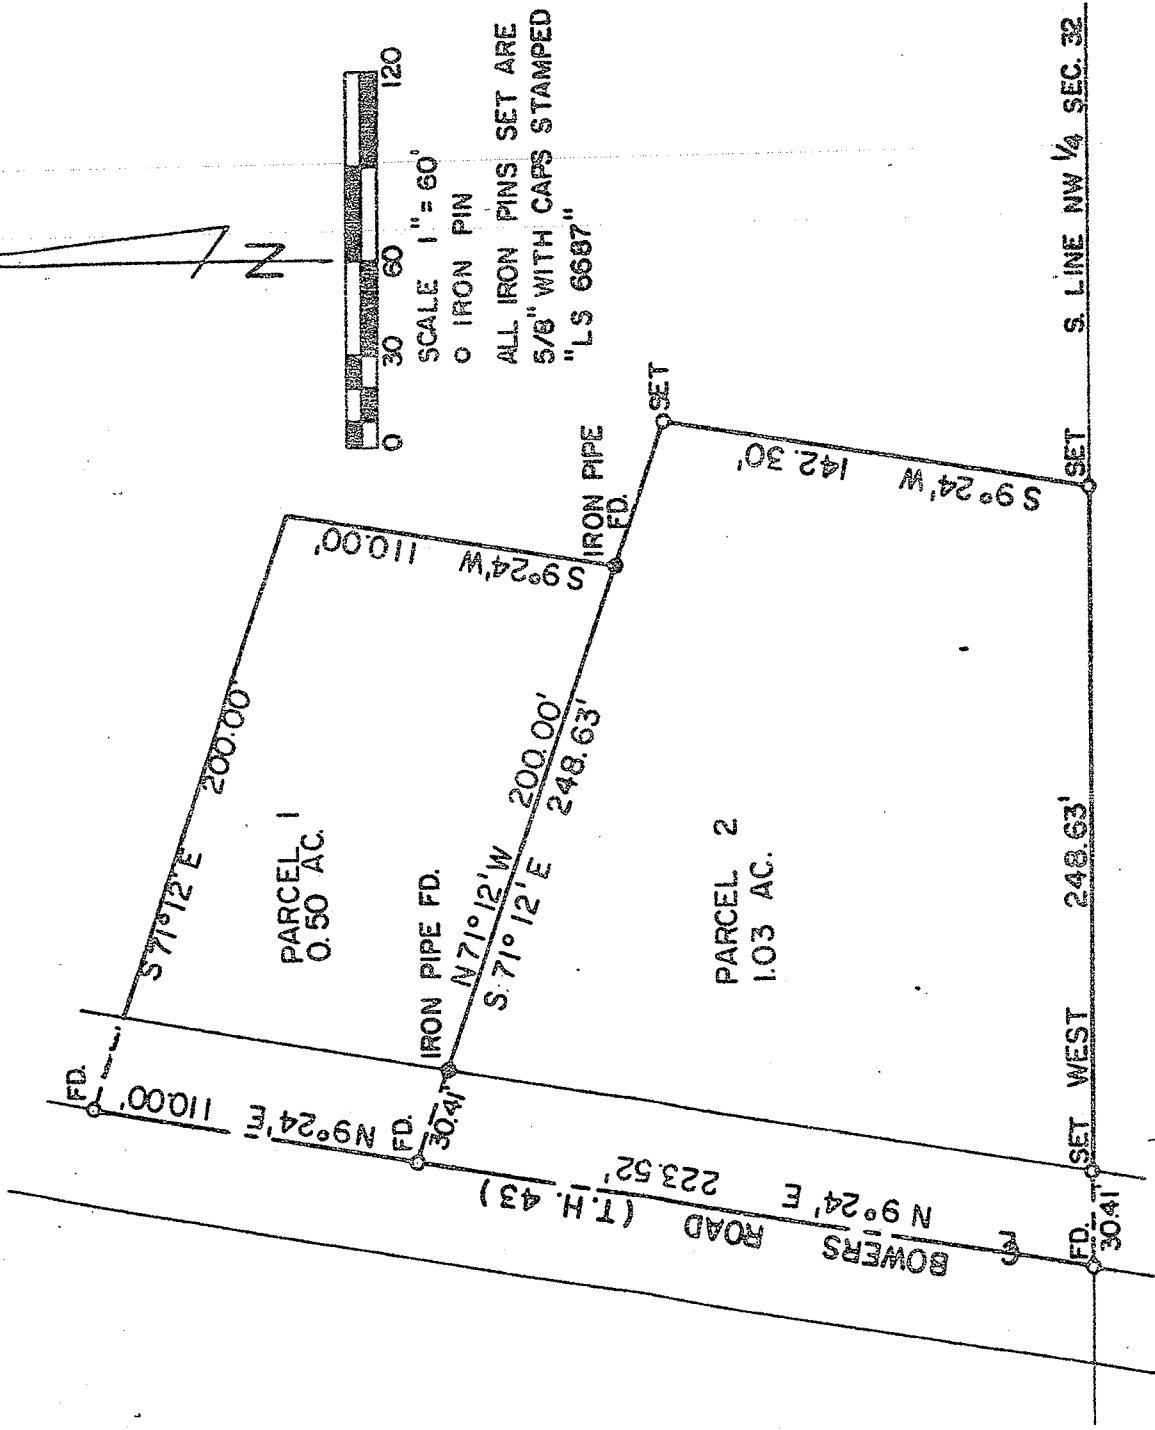 N
0 30 60 120
SCALE 1" = 60'
O IRON PIN
ALL IRON PINS SET ARE
5/8" WITH CAPS STAMPED
"LS 6687"
FD.
S 71° 12' E 200.00'
110.00'
S 9° 24' W
PARCEL 1
0.50 AC.
N 9° 24' E 110.00'
FD.
30.41'
IRON PIPE FD.
N 71° 12' W 200.00'
S. 71° 12' E 248.63'
IRON PIPE
FD.
SET
142.30'
S 9° 24' W
PARCEL 2
1.03 AC.
N 9° 24' E 223.52'
BOWERS ROAD (T.H. 43)
FD.
30.41
SET WEST 248.63' SET
S. LINE NW 1/4 SEC. 32